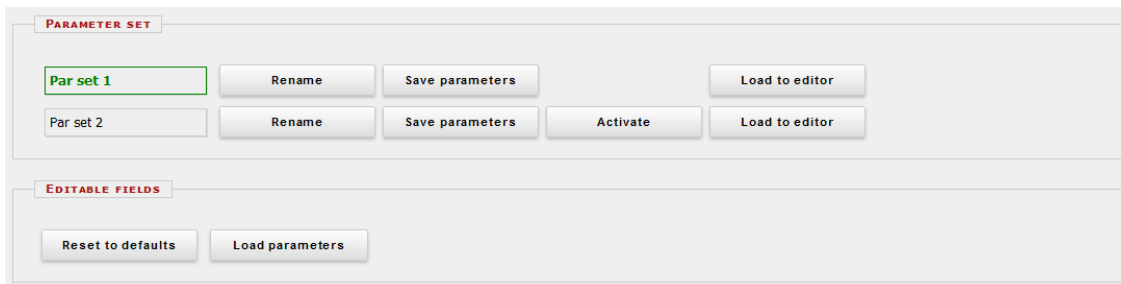 PARAMETER SET
Par set 1 Rename Save parameters Load to editor
Par set 2 Rename Save parameters Activate Load to editor
EDITABLE FIELDS
Reset to defaults Load parameters